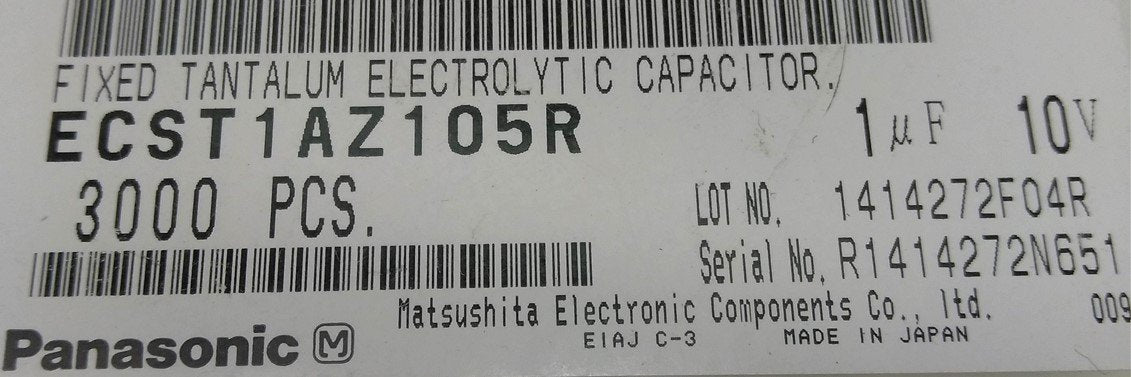 FIXED TANTALUM ELECTROLYTIC CAPACITOR.
ECST1AZ105R 1μF 10V
3000 PCS. LOT NO. 1414272F04R
Serial No. R1414272N651
Matsushita Electronic Components Co., ltd. 009
Panasonic M EIAJ C-3 MADE IN JAPAN